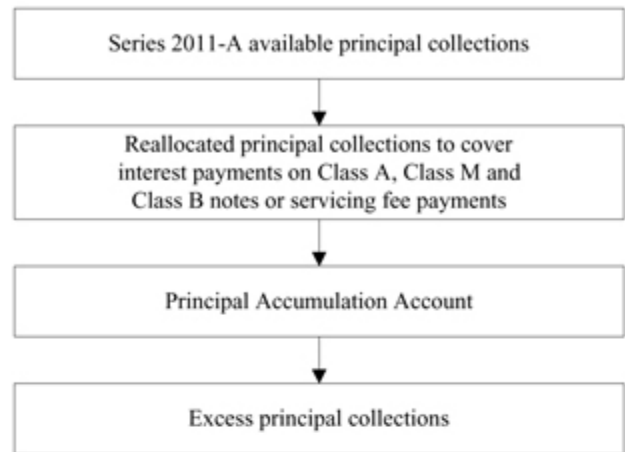 Series 2011-A available principal collections
Reallocated principal collections to cover
interest payments on Class A, Class M and
Class B notes or servicing fee payments
Principal Accumulation Account
Excess principal collections